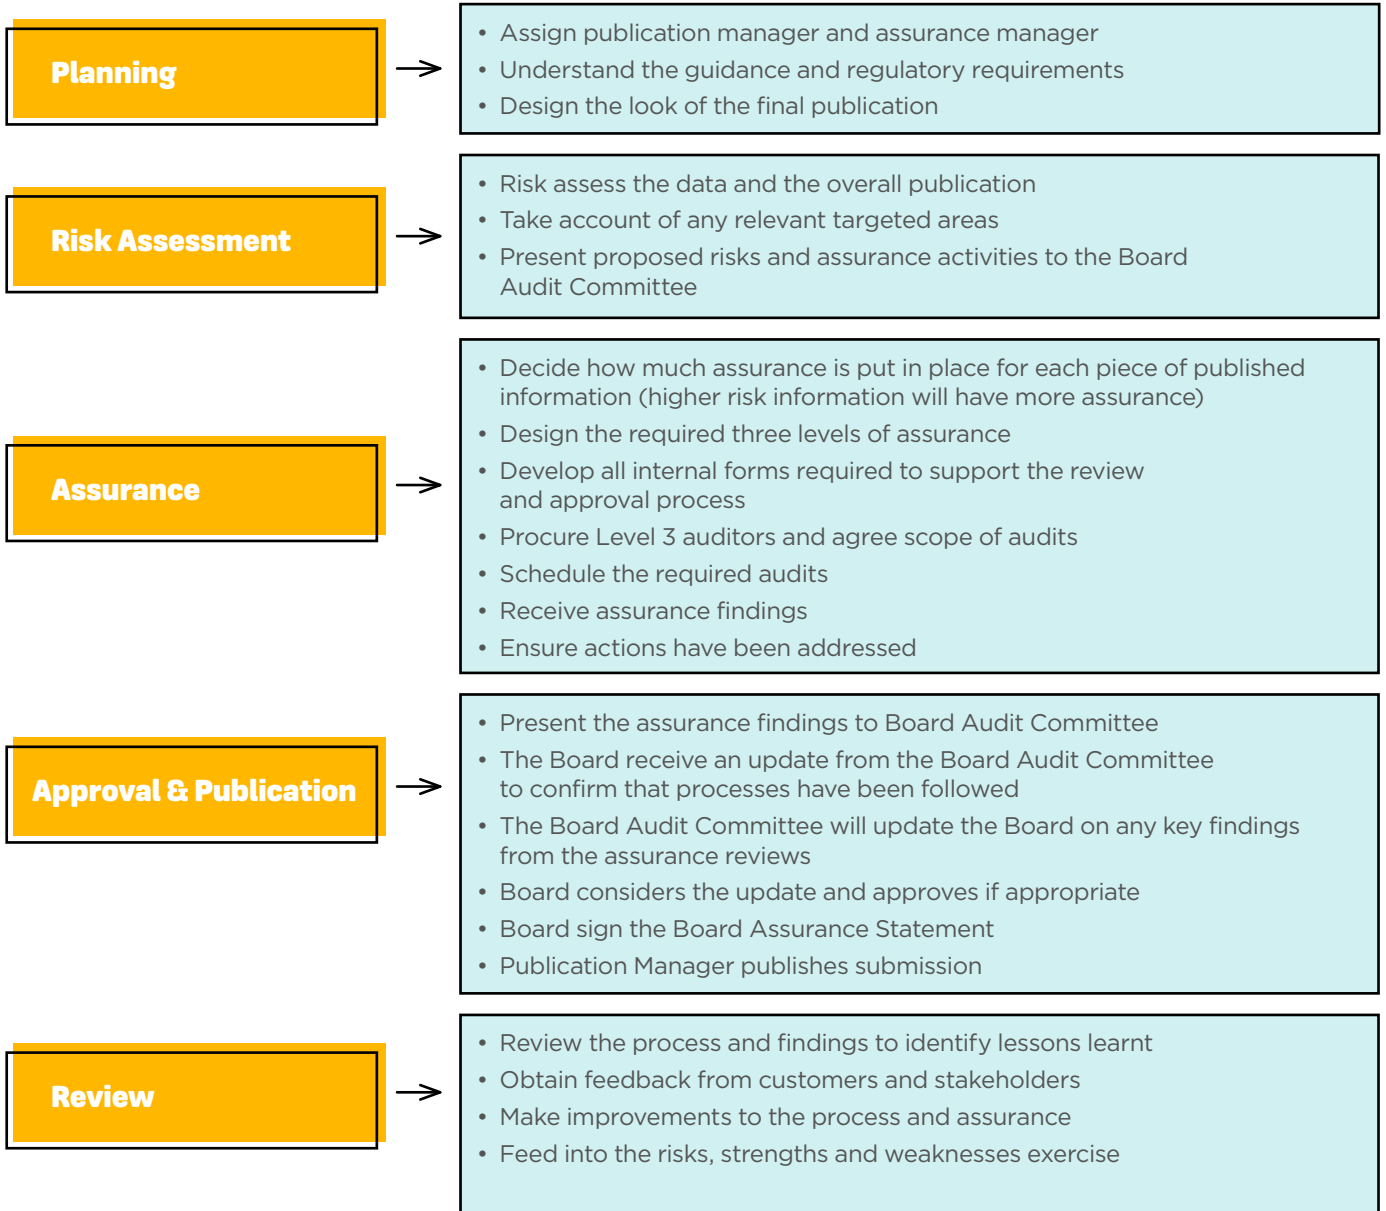 Planning
• Assign publication manager and assurance manager
• Understand the guidance and regulatory requirements
• Design the look of the final publication
Risk Assessment
• Risk assess the data and the overall publication
• Take account of any relevant targeted areas
• Present proposed risks and assurance activities to the Board
Audit Committee
Assurance
• Decide how much assurance is put in place for each piece of published
information (higher risk information will have more assurance)
• Design the required three levels of assurance
• Develop all internal forms required to support the review
and approval process
• Procure Level 3 auditors and agree scope of audits
• Schedule the required audits
• Receive assurance findings
• Ensure actions have been addressed
Approval & Publication
• Present the assurance findings to Board Audit Committee
• The Board receive an update from the Board Audit Committee
to confirm that processes have been followed
• The Board Audit Committee will update the Board on any key findings
from the assurance reviews
• Board considers the update and approves if appropriate
• Board sign the Board Assurance Statement
• Publication Manager publishes submission
Review
• Review the process and findings to identify lessons learnt
• Obtain feedback from customers and stakeholders
• Make improvements to the process and assurance
• Feed into the risks, strengths and weaknesses exercise